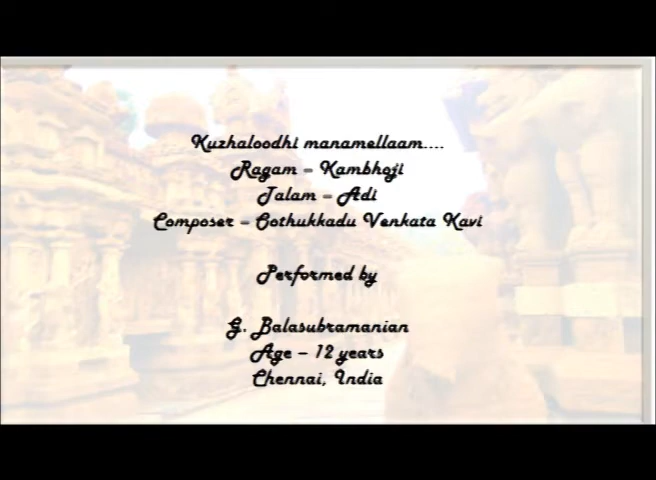 Kuzhaloodhi manamellaam....
Ragam - Kambhoji
Talam - Adi
Composer - Oothukkadu Venkata Kavi
Performed by
G. Balasubramanian
Age - 12 years
Chennai, India